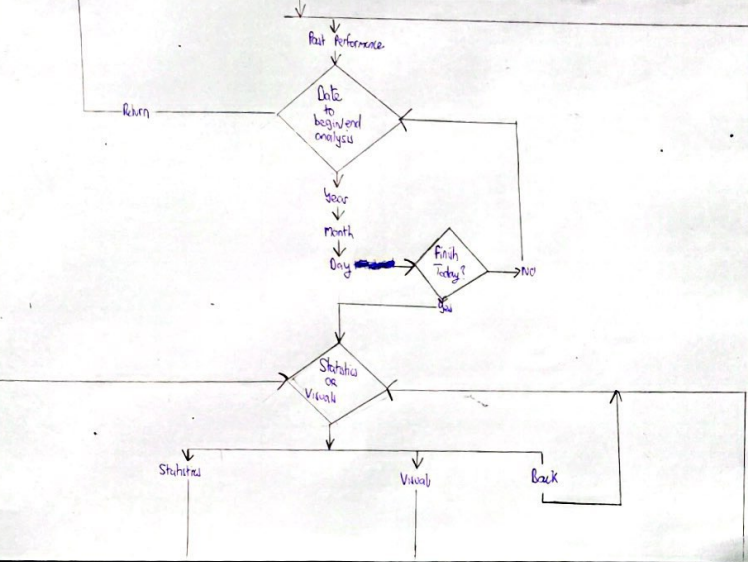 Past Performance
Date
to
begin/end
analysis
Return
Year
Month
Day
Finish
Today?
NO
Yes
Statistics
OR
Visuals
Statistics
Visuals
Back